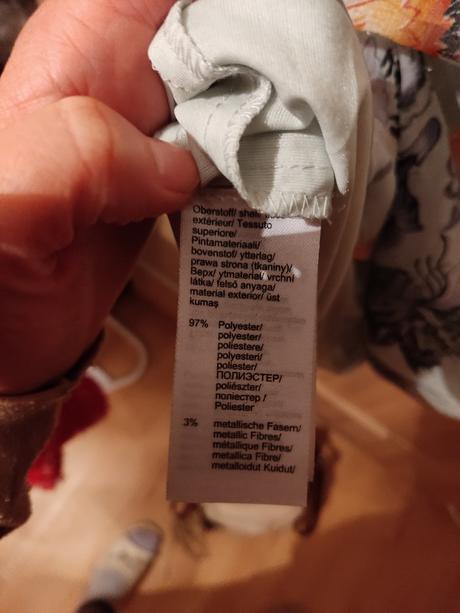 Oberstoff/ shell
extérieur/ Tessuto
superiore/
Pintamateriaali/
bovenstof/ ytterlag/
prawa strona (tkaniny)/
Верх/ ytmaterial/ vrchní
látka/ felső anyaga/
material exterior/ üst
kumaş
97% Polyester/
polyester/
poliestere/
polyesteri/
poliester/
ПОЛИЭСТЕР/
poliészter/
πολιεστερ /
Poliester
3% metallische Fasern/
metallic Fibres/
métallique Fibres/
metallica Fibre/
metalloidut Kuidut/